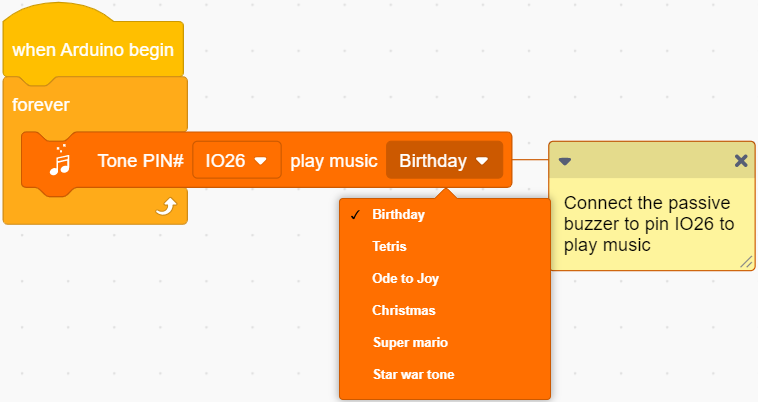 when Arduino begin
forever
Tone PIN# IO26 play music Birthday
Connect the passive
buzzer to pin IO26 to
play music
✓ Birthday
Tetris
Ode to Joy
Christmas
Super mario
Star war tone